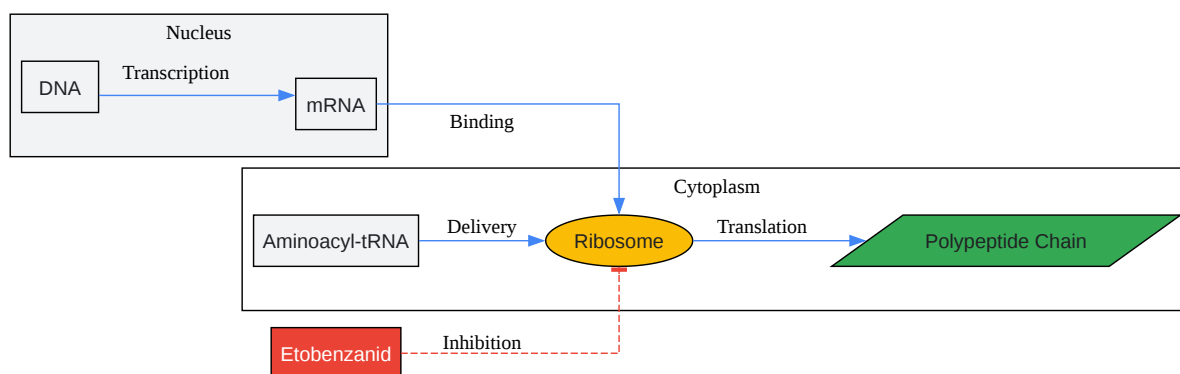 Nucleus
DNA
Transcription
mRNA
Binding
Cytoplasm
Aminoacyl-tRNA
Delivery
Ribosome
Translation
Polypeptide Chain
Etobenzanid
Inhibition